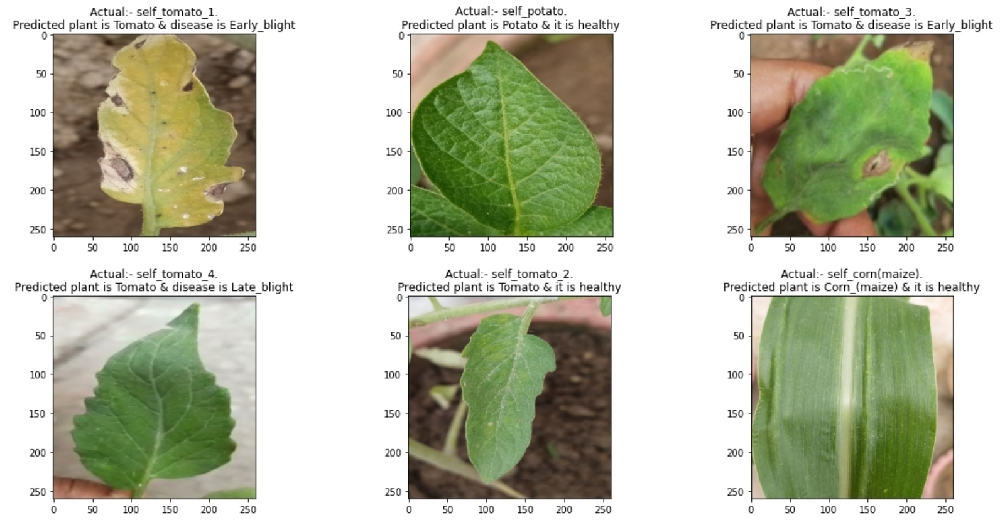 Actual:- self_tomato_1.
Predicted plant is Tomato & disease is Early_blight
0
50
100
150
200
250
0 50 100 150 200 250
Actual:- self_potato.
Predicted plant is Potato & it is healthy
0
50
100
150
200
250
0 50 100 150 200 250
Actual:- self_tomato_3.
Predicted plant is Tomato & disease is Early_blight
0
50
100
150
200
250
0 50 100 150 200 250
Actual:- self_tomato_4.
Predicted plant is Tomato & disease is Late_blight
0
50
100
150
200
250
0 50 100 150 200 250
Actual:- self_tomato_2.
Predicted plant is Tomato & it is healthy
0
50
100
150
200
250
0 50 100 150 200 250
Actual:- self_corn(maize).
Predicted plant is Corn_(maize) & it is healthy
0
50
100
150
200
250
0 50 100 150 200 250